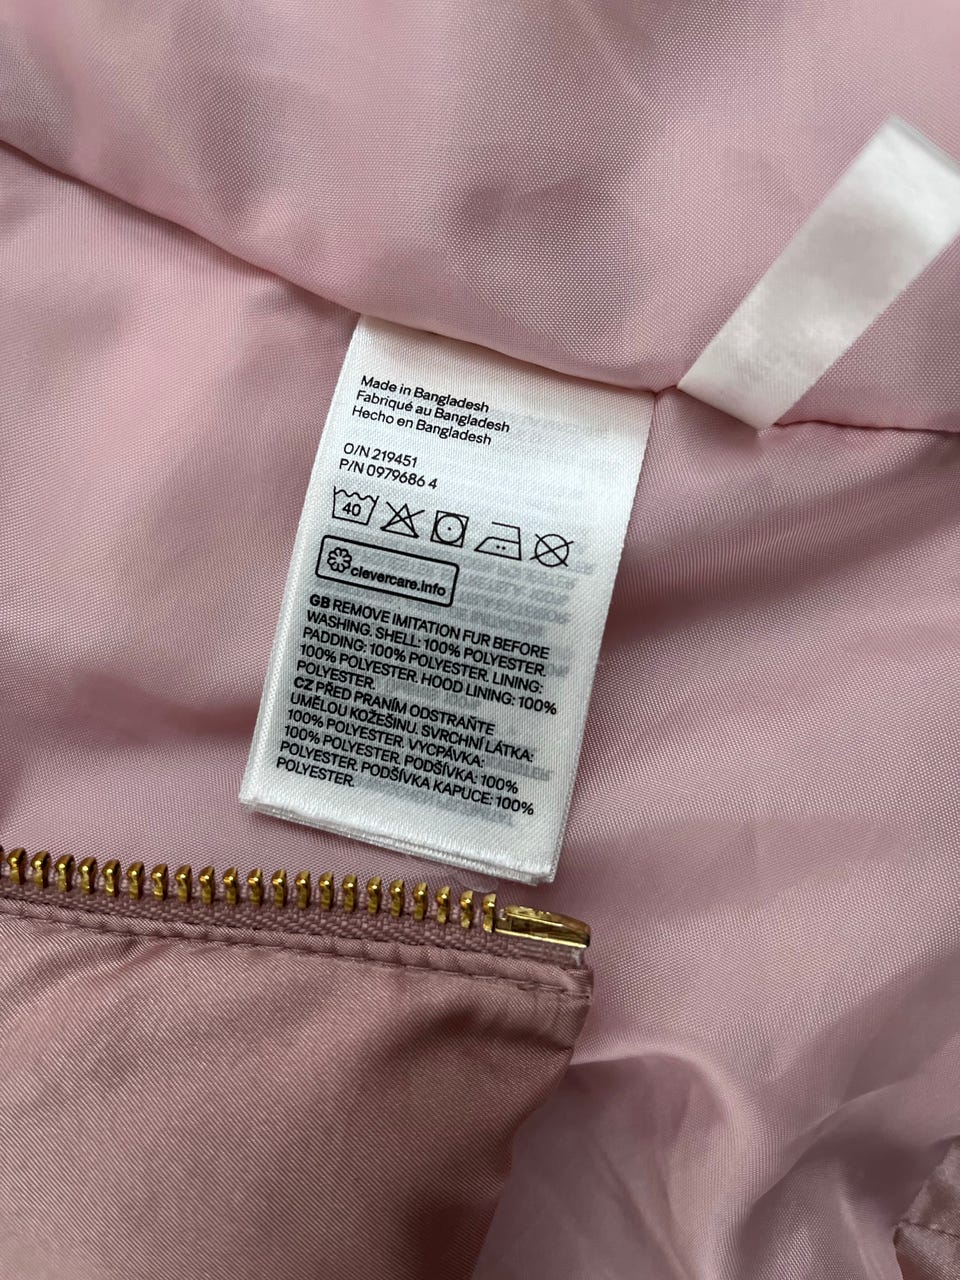 Made in Bangladesh
Fabriqué au Bangladesh
Hecho en Bangladesh
O/N 219451
P/N 0979686 4
40
clevercare.info
GB REMOVE IMITATION FUR BEFORE
WASHING. SHELL: 100% POLYESTER.
PADDING: 100% POLYESTER. LINING:
100% POLYESTER. HOOD LINING: 100%
POLYESTER.
CZ PŘED PRANÍM ODSTRAŇTE
UMĚLOU KOŽEŠINU. SVRCHNÍ LÁTKA:
100% POLYESTER. VYCPÁVKA:
100% POLYESTER. PODŠÍVKA: 100%
POLYESTER. PODŠÍVKA KAPUCE: 100%
POLYESTER.